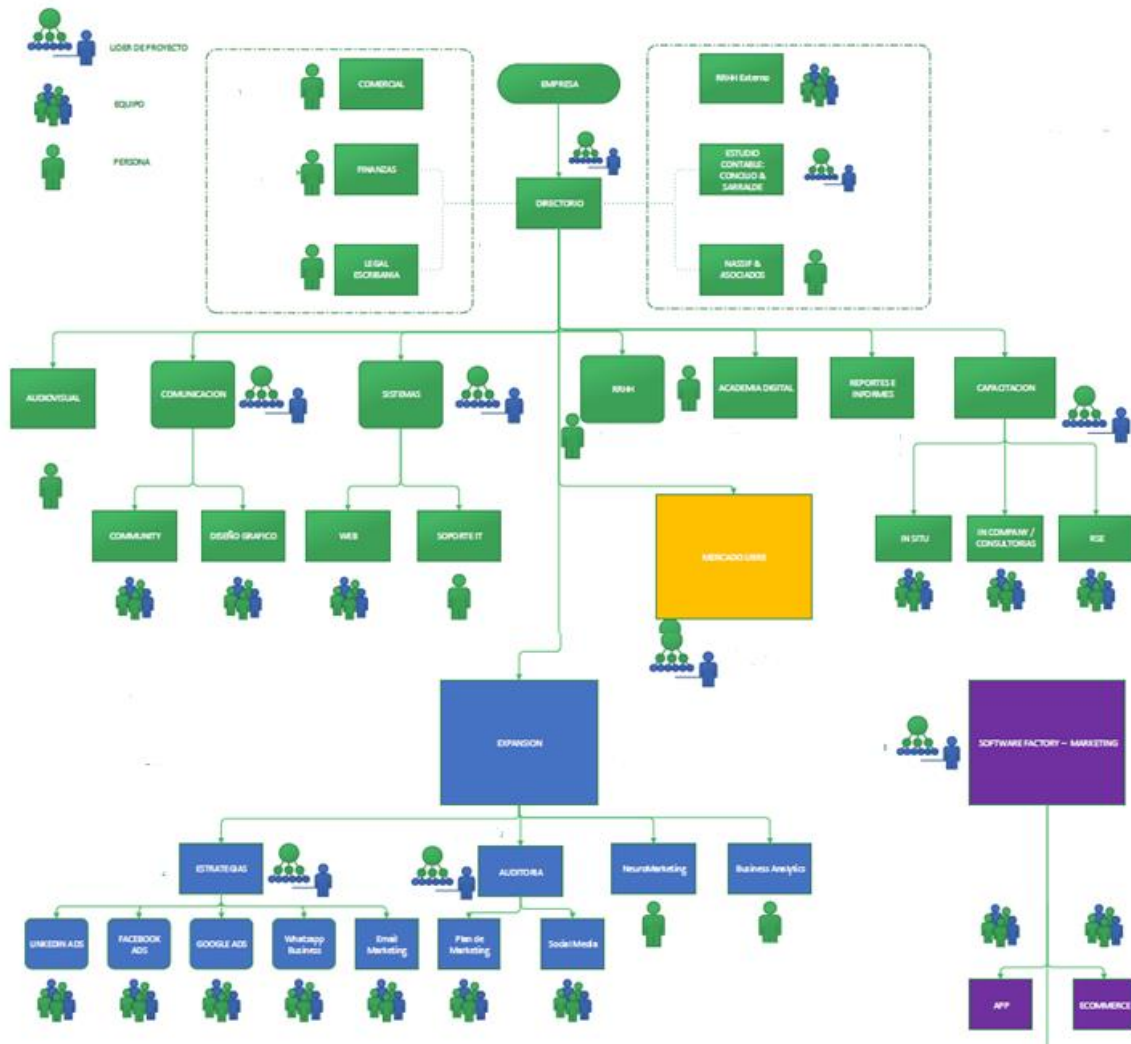 LIDER DE PROYECTO
EQUIPO
PERSONA
COMERCIAL
FINANZAS
LEGAL
ESCRIBANIA
EMPRESA
DIRECTORIO
RRHH Externo
ESTUDIO
CONTABLE:
CONCILIO &
SARRALDE
NASSIF &
ASOCIADOS
AUDIOVISUAL
COMUNICACION
SISTEMAS
RRHH
ACADEMIA DIGITAL
REPORTES E
INFORMES
CAPACITACION
COMMUNITY
DISEÑO GRAFICO
WEB
SOPORTE IT
MERCADO LIBRE
IN SITU
IN COMPANY /
CONSULTORIAS
RSE
EXPANSION
SOFTWARE FACTORY – MARKETING
ESTRATEGIAS
AUDITORIA
NeuroMarketing
Business Analytics
LINKEDIN ADS
FACEBOOK
ADS
GOOGLE ADS
Whatsapp
Business
Email
Marketing
Plan de
Marketing
Social Media
APP
ECOMMERCE